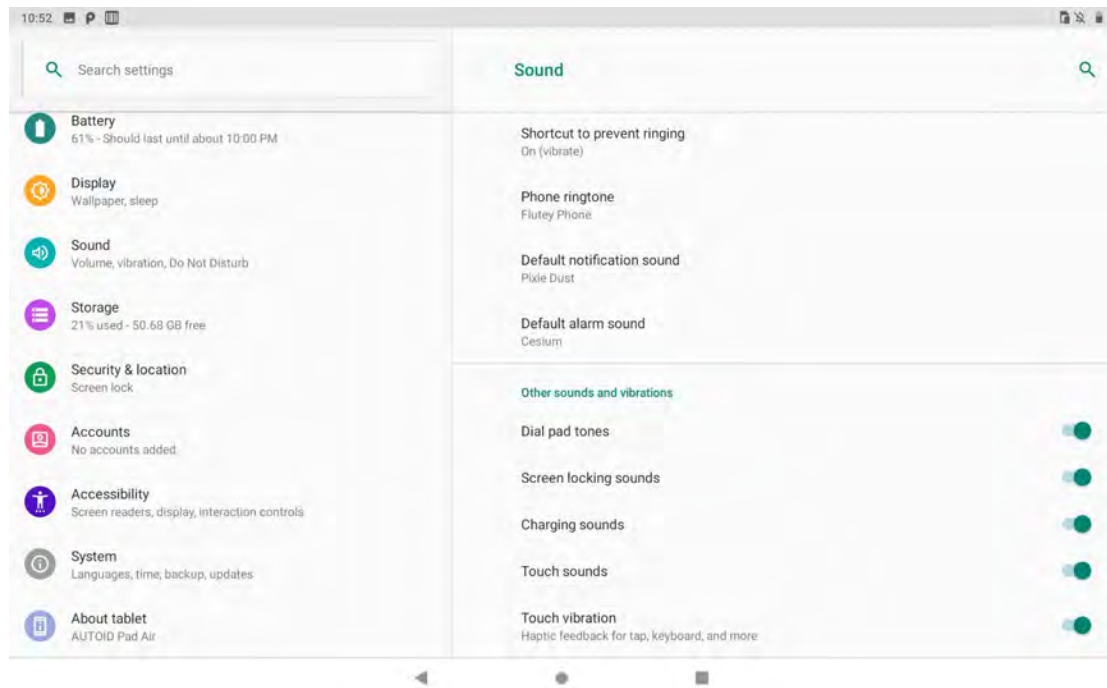 10:52
Search settings
Battery
61% - Should last until about 10:00 PM
Display
Wallpaper, sleep
Sound
Volume, vibration, Do Not Disturb
Storage
21% used - 50.68 GB free
Security & location
Screen lock
Accounts
No accounts added
Accessibility
Screen readers, display, interaction controls
System
Languages, time, backup, updates
About tablet
AUTOID Pad Air
Sound
Shortcut to prevent ringing
On (vibrate)
Phone ringtone
Flutey Phone
Default notification sound
Pixie Dust
Default alarm sound
Cesium
Other sounds and vibrations
Dial pad tones
Screen locking sounds
Charging sounds
Touch sounds
Touch vibration
Haptic feedback for tap, keyboard, and more